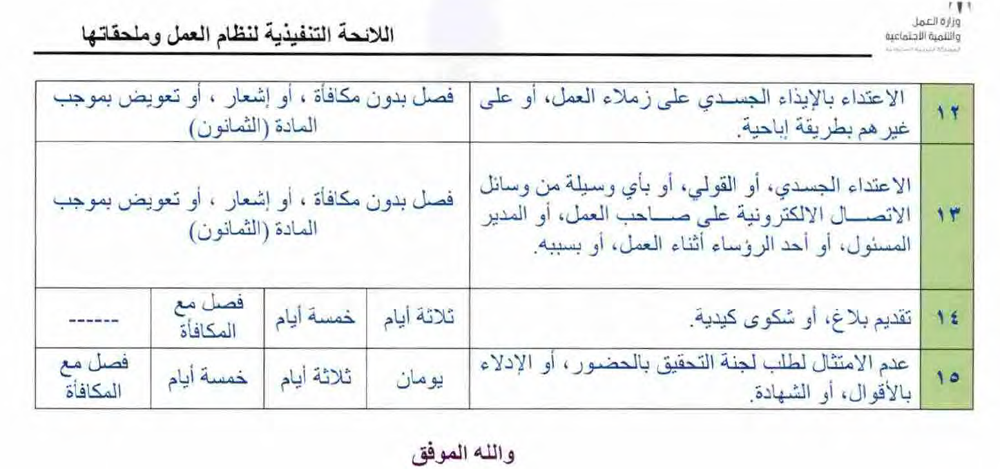 وزارة العمل
والتنمية الاجتماعية
اللائحة التنفيذية لنظام العمل وملحقاتها
١٢
الاعتداء بالإيذاء الجسدي على زملاء العمل، أو على
غيرهم بطريقة إباحية.
فصل بدون مكافأة ، أو إشعار ، أو تعويض بموجب
المادة (الثمانون)
١٣
الاعتداء الجسدي، أو القولي، أو بأي وسيلة من وسائل
الاتصال الالكترونية على صاحب العمل، أو المدير
المسئول، أو أحد الرؤساء أثناء العمل، أو بسببه.
فصل بدون مكافأة ، أو إشعار ، أو تعويض بموجب
المادة (الثمانون)
١٤
تقديم بلاغ، أو شكوى كيدية.
ثلاثة أيام
خمسة أيام
فصل مع
المكافأة
------
١٥
عدم الامتثال لطلب لجنة التحقيق بالحضور، أو الإدلاء
بالأقوال، أو الشهادة.
يومان
ثلاثة أيام
خمسة أيام
فصل مع
المكافأة
والله الموفق